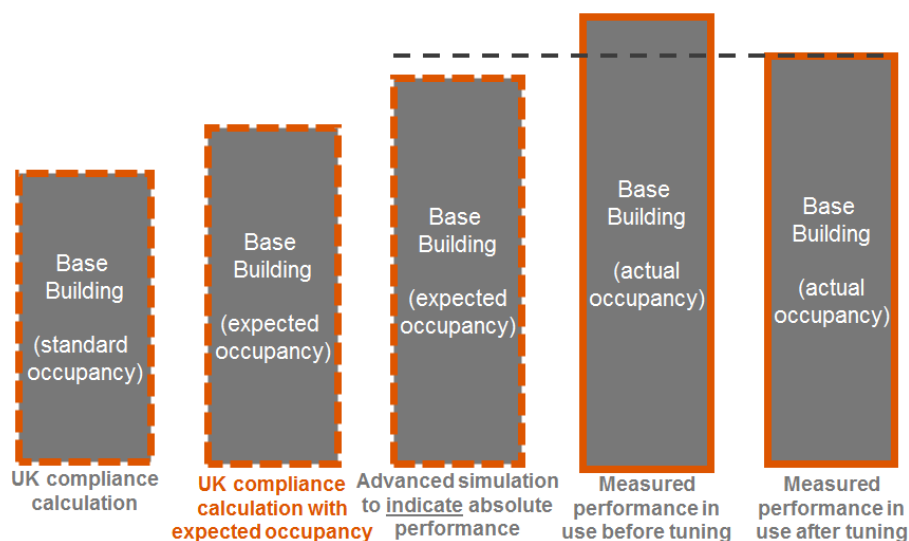 Base
Building
(standard
occupancy)
UK compliance
calculation
Base
Building
(expected
occupancy)
UK compliance
calculation with
expected occupancy
Base
Building
(expected
occupancy)
Advanced simulation
to indicate absolute
performance
Base
Building
(actual
occupancy)
Measured
performance in
use before tuning
Base
Building
(actual
occupancy)
Measured
performance in
use after tuning